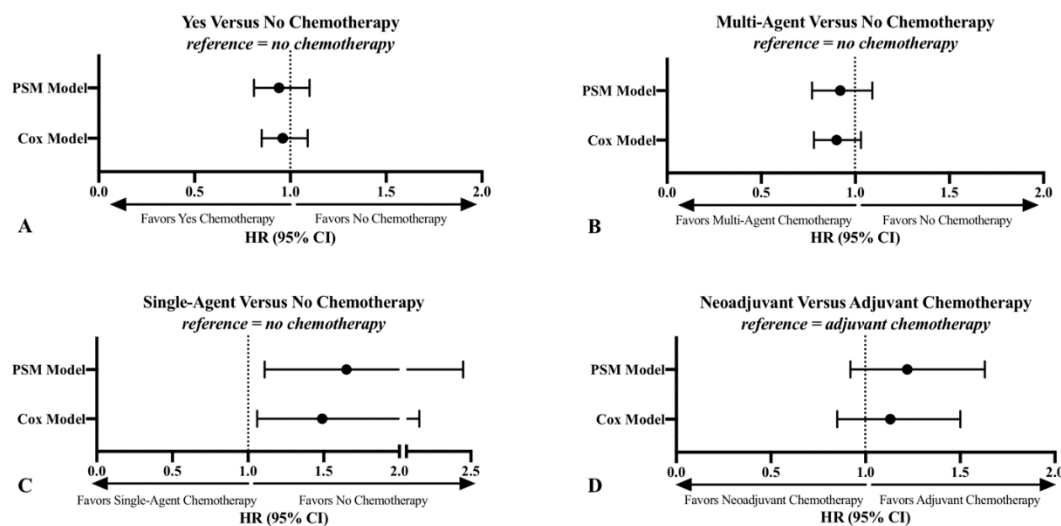 Yes Versus No Chemotherapy
reference = no chemotherapy
PSM Model
Cox Model
0.0 0.5 1.0 1.5 2.0
Favors Yes Chemotherapy Favors No Chemotherapy
A
HR (95% CI)
Multi-Agent Versus No Chemotherapy
reference = no chemotherapy
PSM Model
Cox Model
0.0 0.5 1.0 1.5 2.0
Favors Multi-Agent Chemotherapy Favors No Chemotherapy
B
HR (95% CI)
Single-Agent Versus No Chemotherapy
reference = no chemotherapy
PSM Model
Cox Model
0.0 0.5 1.0 1.5 2.0 2.5
Favors Single-Agent Chemotherapy Favors No Chemotherapy
C
HR (95% CI)
Neoadjuvant Versus Adjuvant Chemotherapy
reference = adjuvant chemotherapy
PSM Model
Cox Model
0.0 0.5 1.0 1.5 2.0
Favors Neoadjuvant Chemotherapy Favors Adjuvant Chemotherapy
D
HR (95% CI)